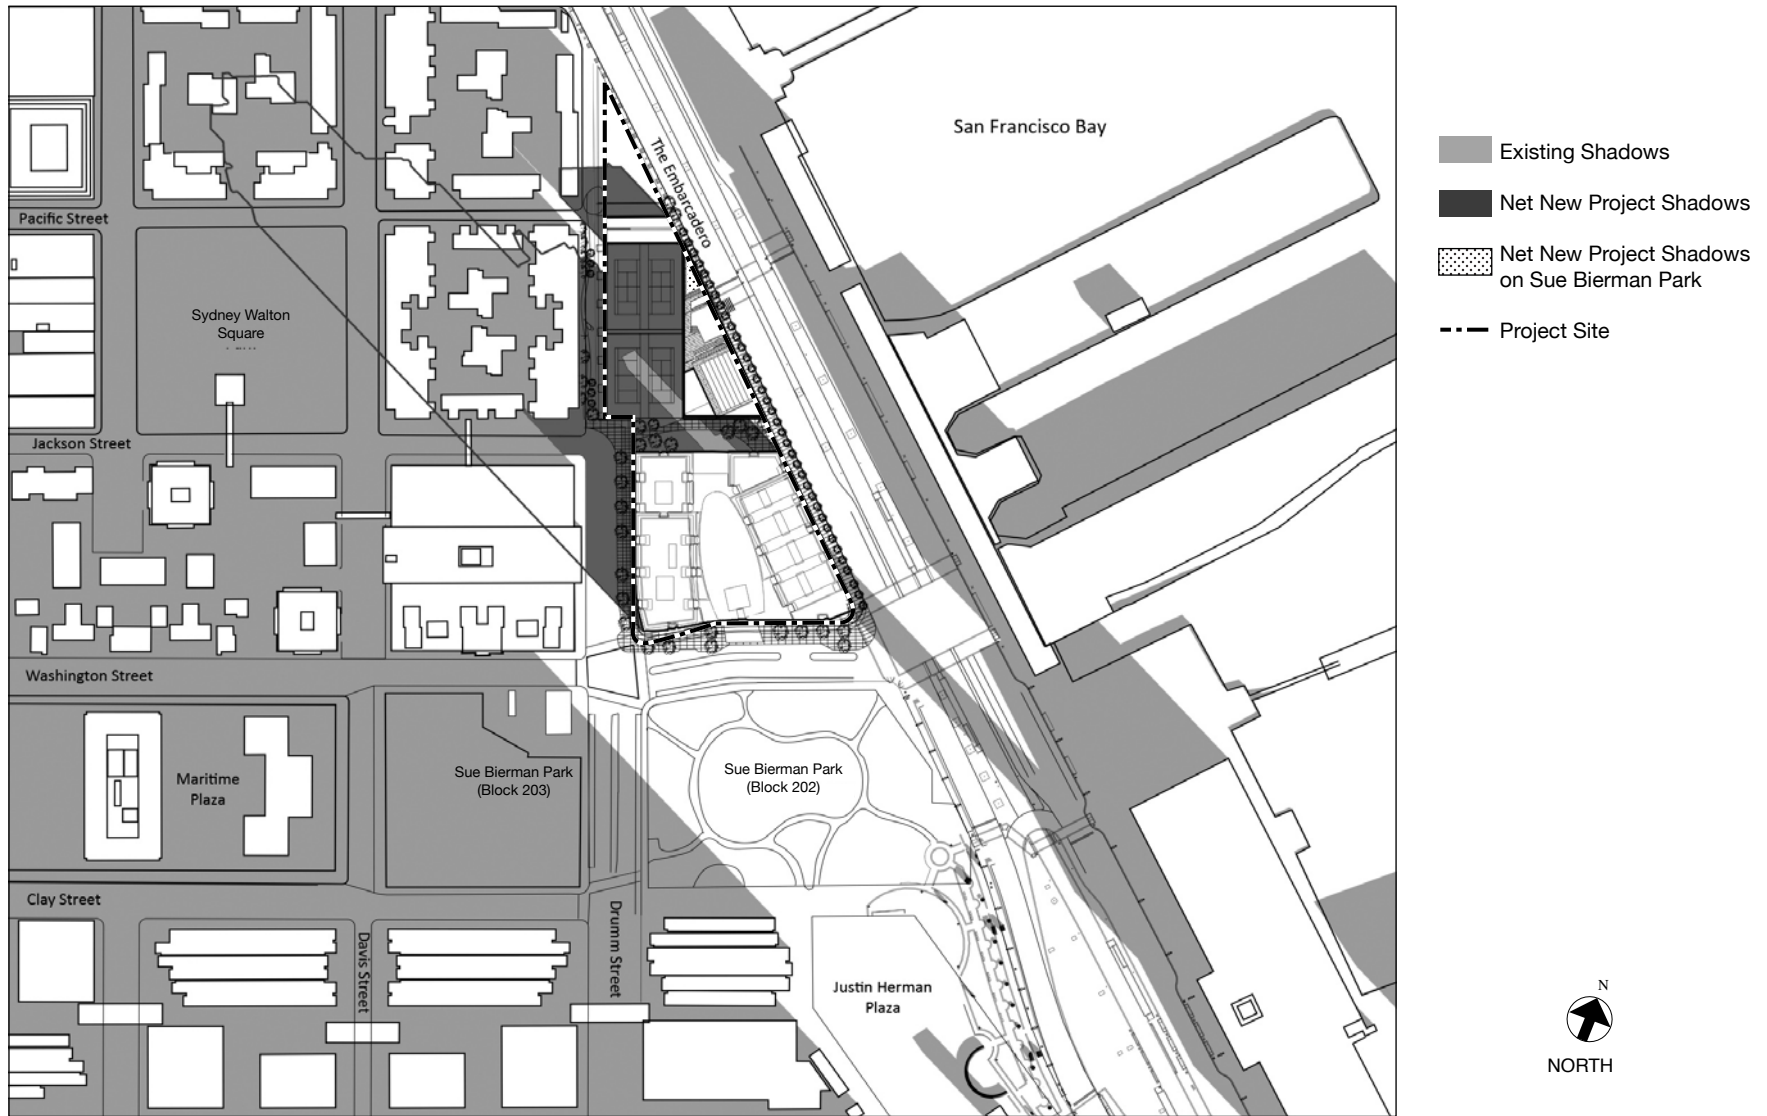 San Francisco Bay
The Embarcadero
Pacific Street
Sydney Walton
Square
Jackson Street
Washington Street
Maritime
Plaza
Sue Bierman Park
(Block 203)
Sue Bierman Park
(Block 202)
Clay Street
Davis Street
Drumm Street
Justin Herman
Plaza
Existing Shadows
Net New Project Shadows
Net New Project Shadows
on Sue Bierman Park
Project Site
N
NORTH